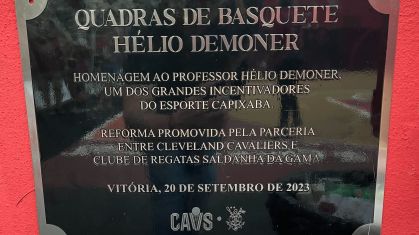 QUADRAS DE BASQUETE
HÉLIO DEMONER
HOMENAGEM AO PROFESSOR HÉLIO DEMONER,
UM DOS GRANDES INCENTIVADORES
DO ESPORTE CAPIXABA.
REFORMA PROMOVIDA PELA PARCERIA
ENTRE CLEVELAND CAVALIERS E
CLUBE DE REGATAS SALDANHA DA GAMA
VITÓRIA, 20 DE SETEMBRO DE 2023
CAVS